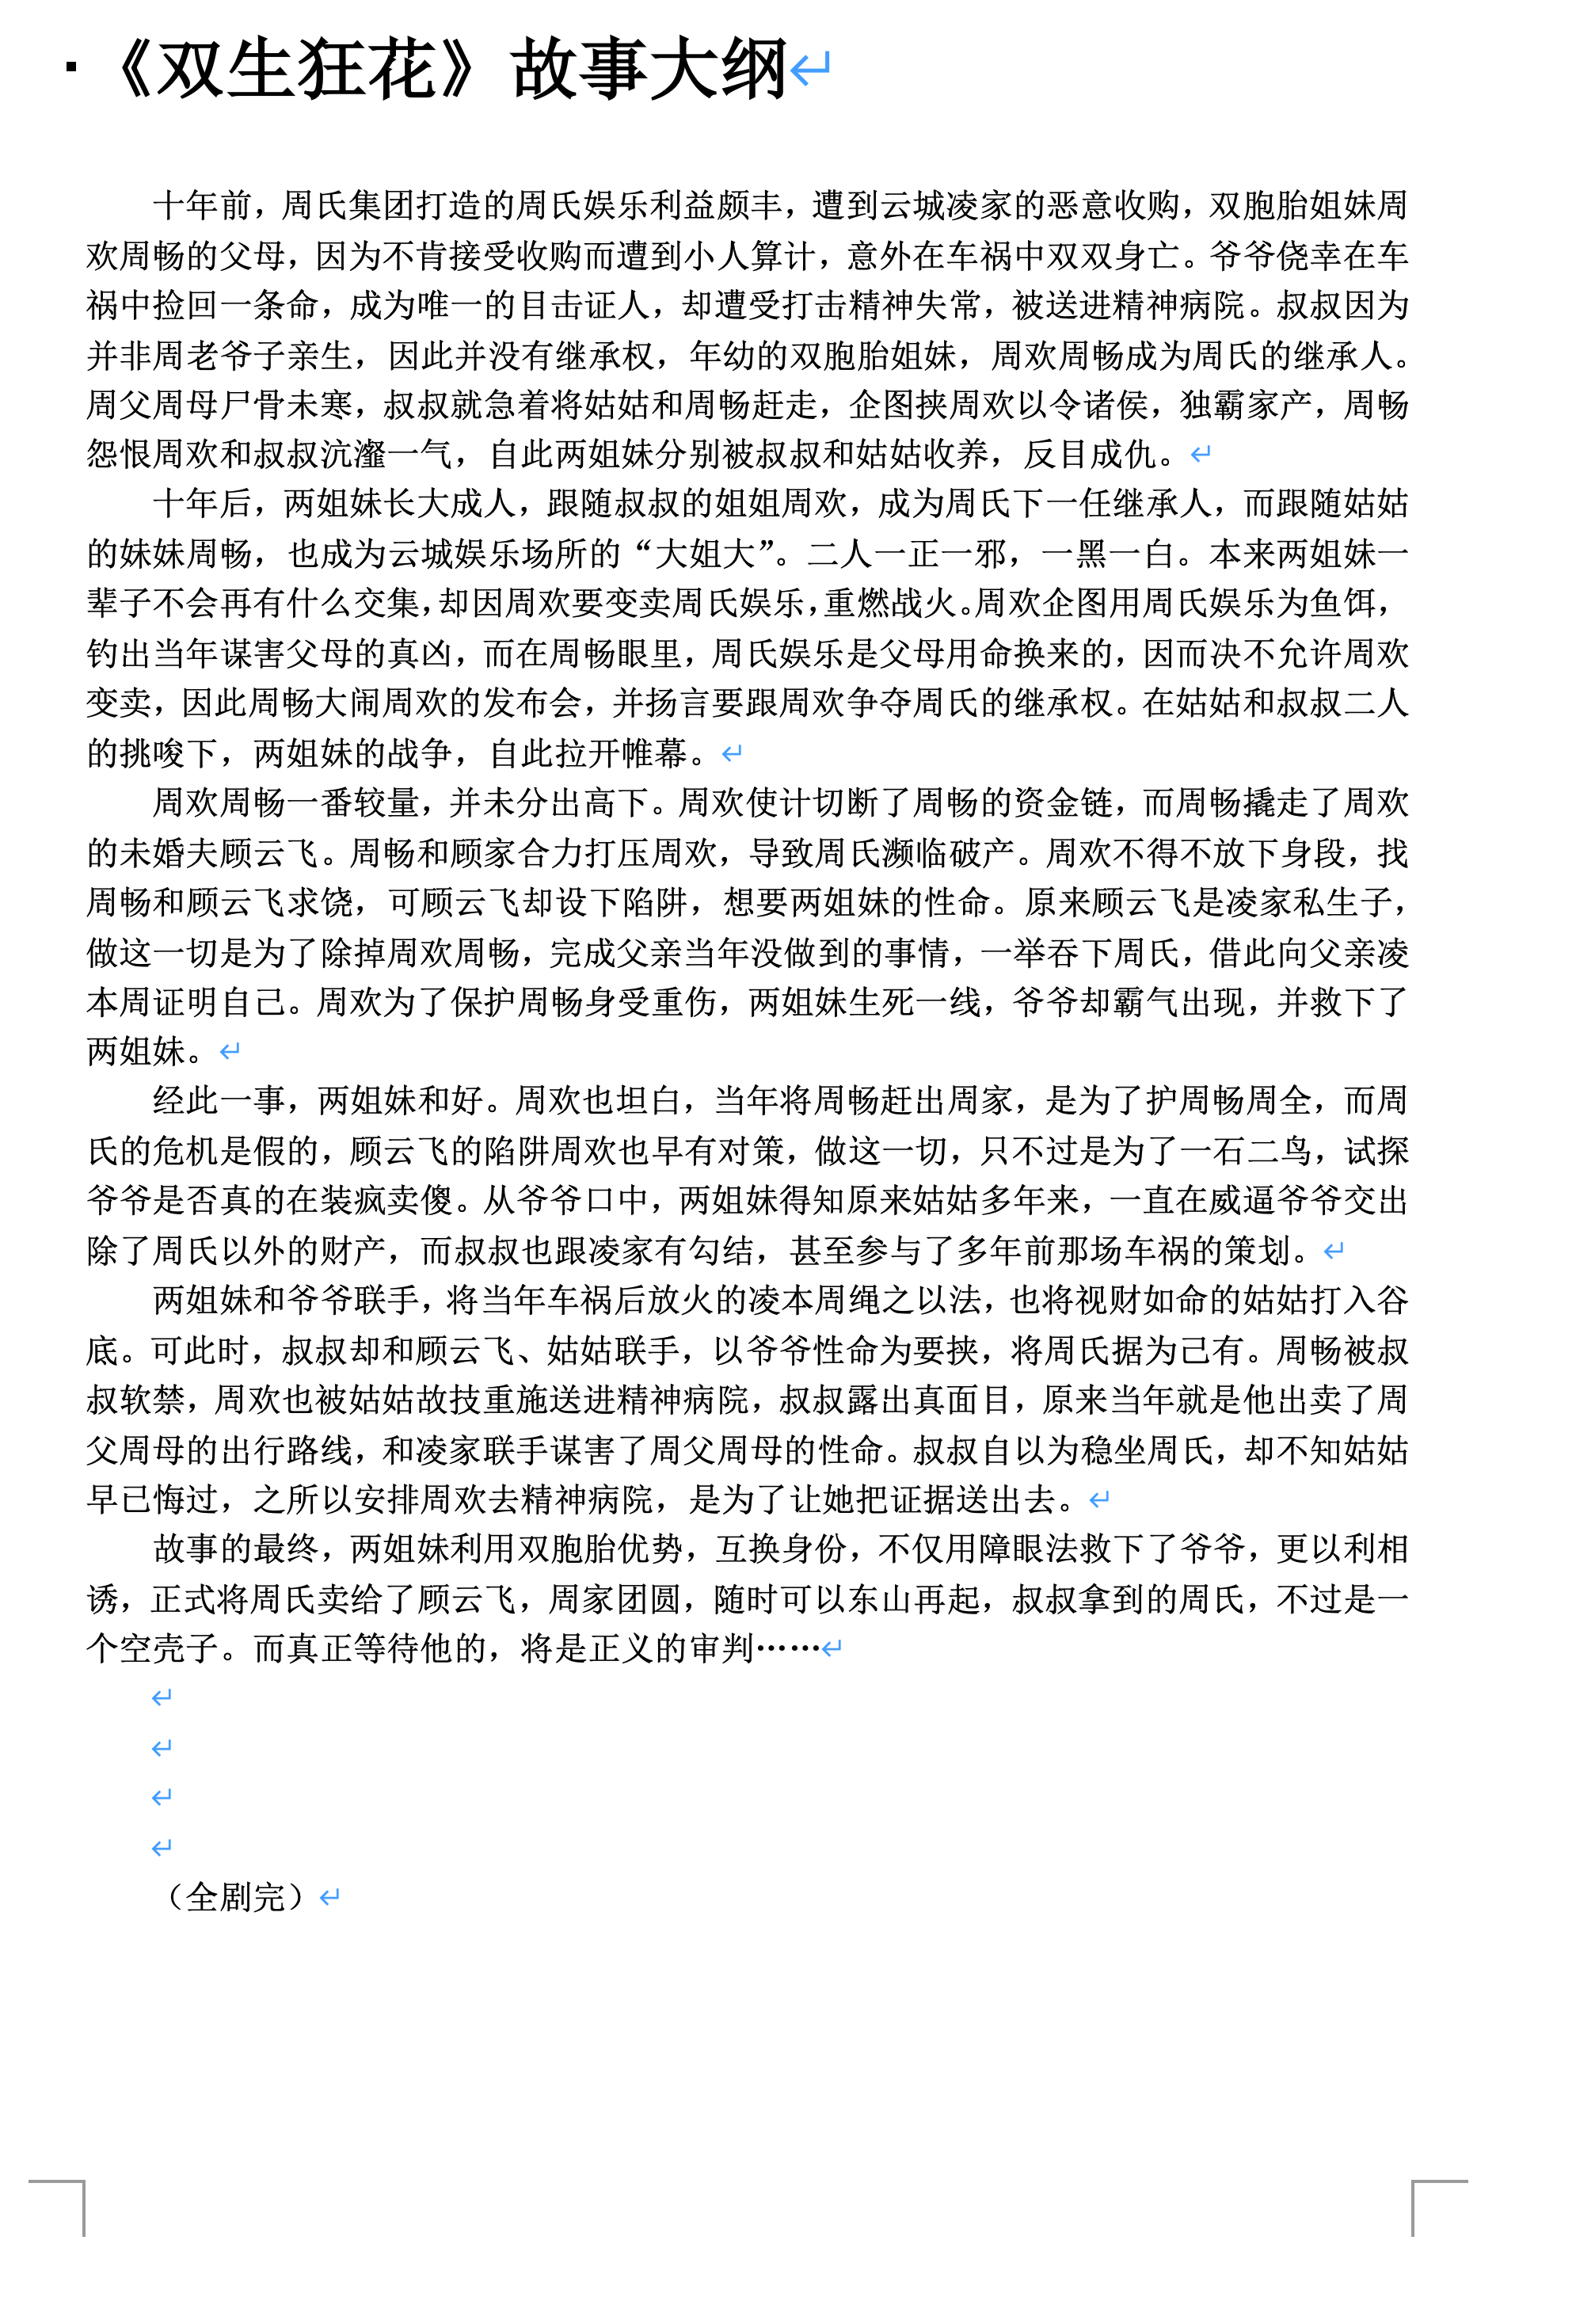 《双生狂花》故事大纲
十年前，周氏集团打造的周氏娱乐利益颇丰，遭到云城凌家的恶意收购，双胞胎姐妹周
欢周畅的父母，因为不肯接受收购而遭到小人算计，意外在车祸中双双身亡。爷爷侥幸在车
祸中捡回一条命，成为唯一的目击证人，却遭受打击精神失常，被送进精神病院。叔叔因为
并非周老爷子亲生，因此并没有继承权，年幼的双胞胎姐妹，周欢周畅成为周氏的继承人。
周父周母尸骨未寒，叔叔就急着将姑姑和周畅赶走，企图挟周欢以令诸侯，独霸家产，周畅
怨恨周欢和叔叔沆瀣一气，自此两姐妹分别被叔叔和姑姑收养，反目成仇。
十年后，两姐妹长大成人，跟随叔叔的姐姐周欢，成为周氏下一任继承人，而跟随姑姑
的妹妹周畅，也成为云城娱乐场所的“大姐大”。二人一正一邪，一黑一白。本来两姐妹一
辈子不会再有什么交集，却因周欢要变卖周氏娱乐，重燃战火。周欢企图用周氏娱乐为鱼饵，
钓出当年谋害父母的真凶，而在周畅眼里，周氏娱乐是父母用命换来的，因而决不允许周欢
变卖，因此周畅大闹周欢的发布会，并扬言要跟周欢争夺周氏的继承权。在姑姑和叔叔二人
的挑唆下，两姐妹的战争，自此拉开帷幕。
周欢周畅一番较量，并未分出高下。周欢使计切断了周畅的资金链，而周畅撬走了周欢
的未婚夫顾云飞。周畅和顾家合力打压周欢，导致周氏濒临破产。周欢不得不放下身段，找
周畅和顾云飞求饶，可顾云飞却设下陷阱，想要两姐妹的性命。原来顾云飞是凌家私生子，
做这一切是为了除掉周欢周畅，完成父亲当年没做到的事情，一举吞下周氏，借此向父亲凌
本周证明自己。周欢为了保护周畅身受重伤，两姐妹生死一线，爷爷却霸气出现，并救下了
两姐妹。
经此一事，两姐妹和好。周欢也坦白，当年将周畅赶出周家，是为了护周畅周全，而周
氏的危机是假的，顾云飞的陷阱周欢也早有对策，做这一切，只不过是为了一石二鸟，试探
爷爷是否真的在装疯卖傻。从爷爷口中，两姐妹得知原来姑姑多年来，一直在威逼爷爷交出
除了周氏以外的财产，而叔叔也跟凌家有勾结，甚至参与了多年前那场车祸的策划。
两姐妹和爷爷联手，将当年车祸后放火的凌本周绳之以法，也将视财如命的姑姑打入谷
底。可此时，叔叔却和顾云飞、姑姑联手，以爷爷性命为要挟，将周氏据为己有。周畅被叔
叔软禁，周欢也被姑姑故技重施送进精神病院，叔叔露出真面目，原来当年就是他出卖了周
父周母的出行路线，和凌家联手谋害了周父周母的性命。叔叔自以为稳坐周氏，却不知姑姑
早已悔过，之所以安排周欢去精神病院，是为了让她把证据送出去。
故事的最终，两姐妹利用双胞胎优势，互换身份，不仅用障眼法救下了爷爷，更以利相
诱，正式将周氏卖给了顾云飞，周家团圆，随时可以东山再起，叔叔拿到的周氏，不过是一
个空壳子。而真正等待他的，将是正义的审判……
（全剧完）